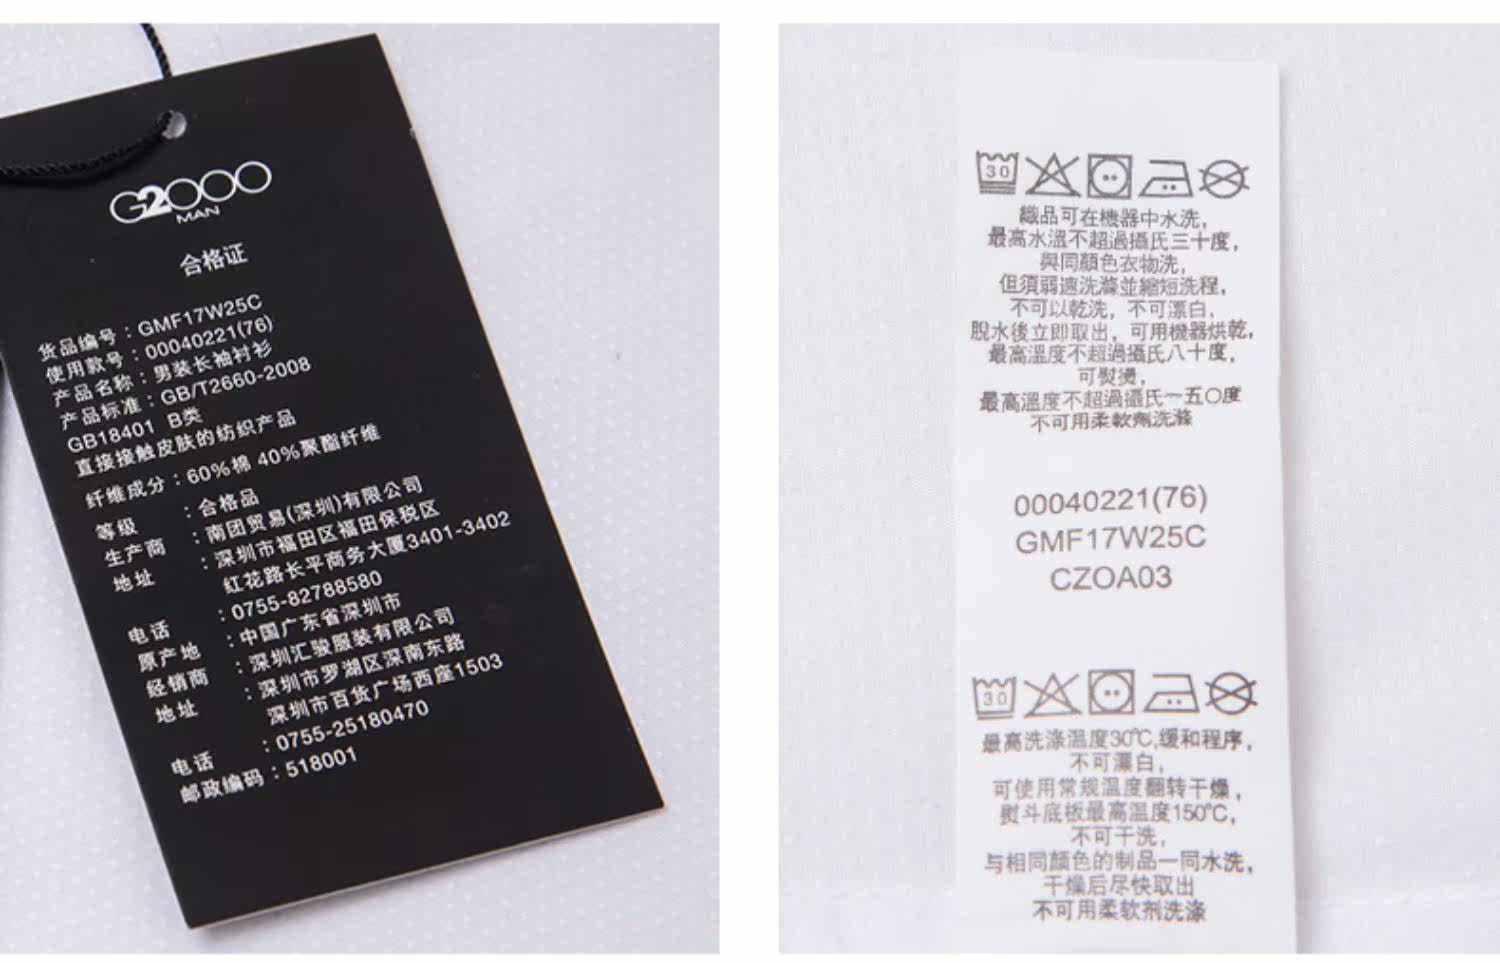 G2000
MAN
合格证
货品编号：GMF17W25C
使用款号：00040221(76)
产品名称：男装长袖衬衫
产品标准：GB/T2660-2008
GB18401 B类
直接接触皮肤的纺织产品
纤维成分：60%棉 40%聚酯纤维
等级：合格品
生产商：南团贸易(深圳)有限公司
地址：深圳市福田区福田保税区
红花路长平商务大厦3401-3402
电话：0755-82788580
原产地：中国广东省深圳市
经销商：深圳汇骏服装有限公司
地址：深圳市罗湖区深南东路
深圳市百货广场西座1503
电话：0755-25180470
邮政编码：518001
30
織品可在機器中水洗，
最高水溫不超過攝氏三十度，
與同顏色衣物洗，
但須弱速洗滌並縮短洗程，
不可以乾洗，不可漂白，
脫水後立即取出，可用機器烘乾，
最高溫度不超過攝氏八十度，
可熨燙，
最高溫度不超過攝氏一五〇度
不可用柔軟劑洗滌
00040221(76)
GMF17W25C
CZOA03
30
最高洗涤温度30℃,缓和程序，
不可漂白，
可使用常规温度翻转干燥，
熨斗底板最高温度150℃，
不可干洗，
与相同颜色的制品一同水洗，
干燥后尽快取出
不可用柔软剂洗涤